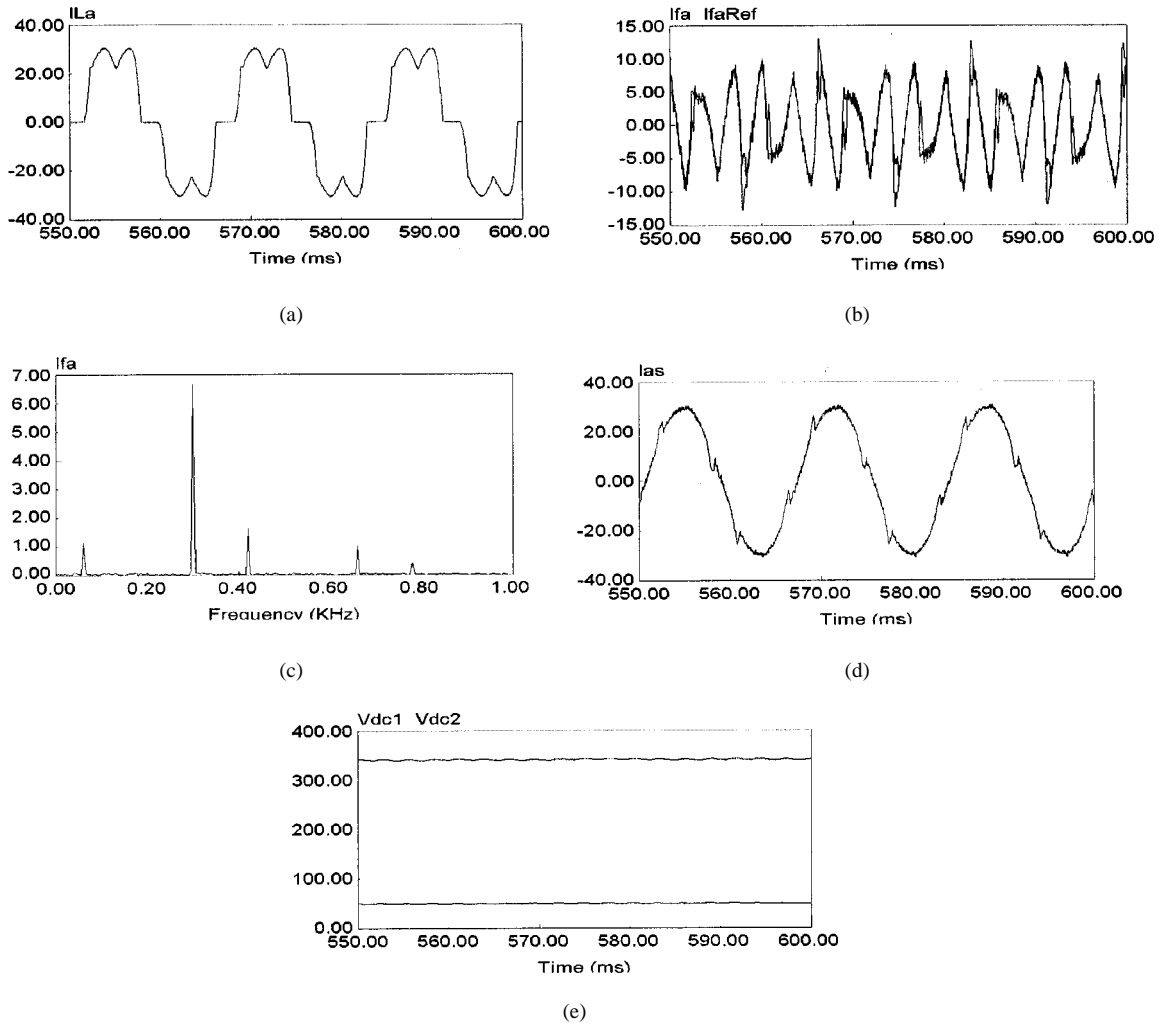 ILa
40.00
20.00
0.00
-20.00
-40.00
550.00 560.00 570.00 580.00 590.00 600.00
Time (ms)
(a)
Ifa IfaRef
15.00
10.00
5.00
0.00
-5.00
-10.00
-15.00
550.00 560.00 570.00 580.00 590.00 600.00
Time (ms)
(b)
Ifa
7.00
6.00
5.00
4.00
3.00
2.00
1.00
0.00
0.00 0.20 0.40 0.60 0.80 1.00
Frequency (KHz)
(c)
Ias
40.00
20.00
0.00
-20.00
-40.00
550.00 560.00 570.00 580.00 590.00 600.00
Time (ms)
(d)
Vdc1 Vdc2
400.00
300.00
200.00
100.00
0.00
550.00 560.00 570.00 580.00 590.00 600.00
Time (ms)
(e)